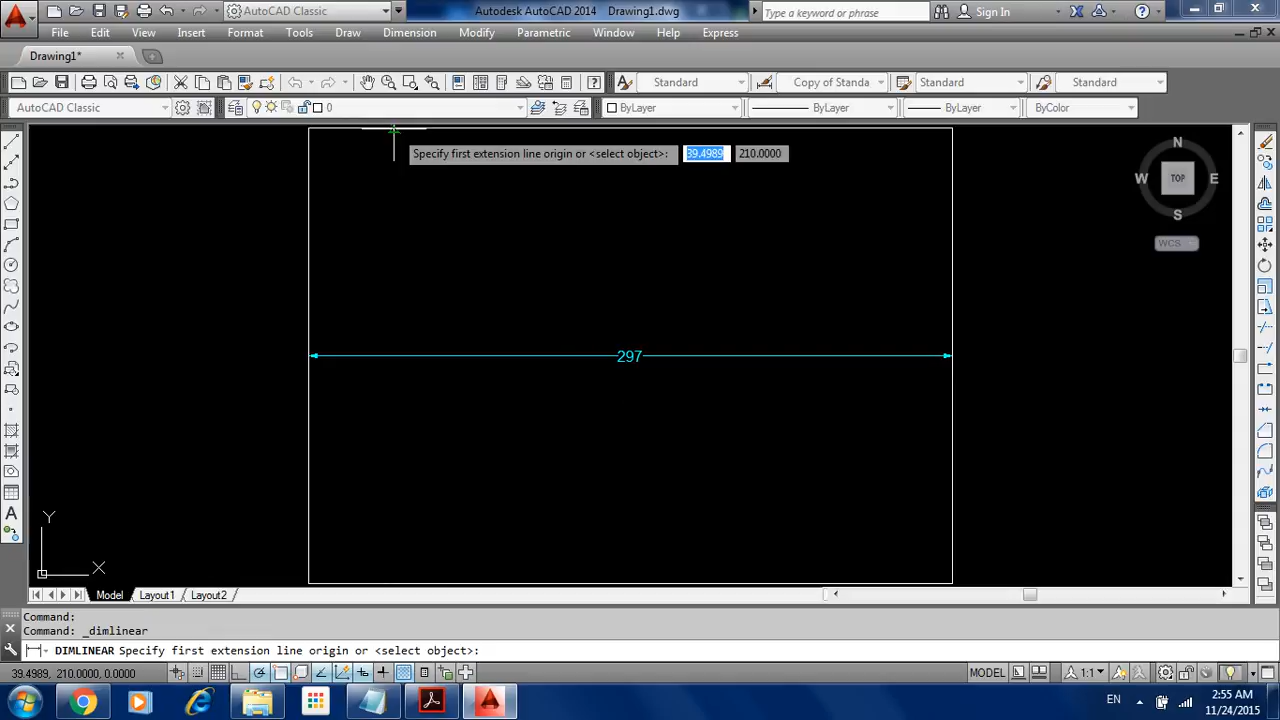 AutoCAD Classic
Autodesk AutoCAD 2014 Drawing1.dwg
Type a keyword or phrase
Sign In
File Edit View Insert Format Tools Draw Dimension Modify Parametric Window Help Express
Drawing1*
Standard Copy of Standa Standard Standard
AutoCAD Classic 0 ByLayer ByLayer ByLayer ByColor
Specify first extension line origin or <select object>: 39.4989 210.0000
N
W TOP E
S
WCS
297
Y
X
Model Layout1 Layout2
Command:
Command: _dimlinear
DIMLINEAR Specify first extension line origin or <select object>:
39.4989, 210.0000, 0.0000 MODEL 1:1
EN 2:55 AM
11/24/2015